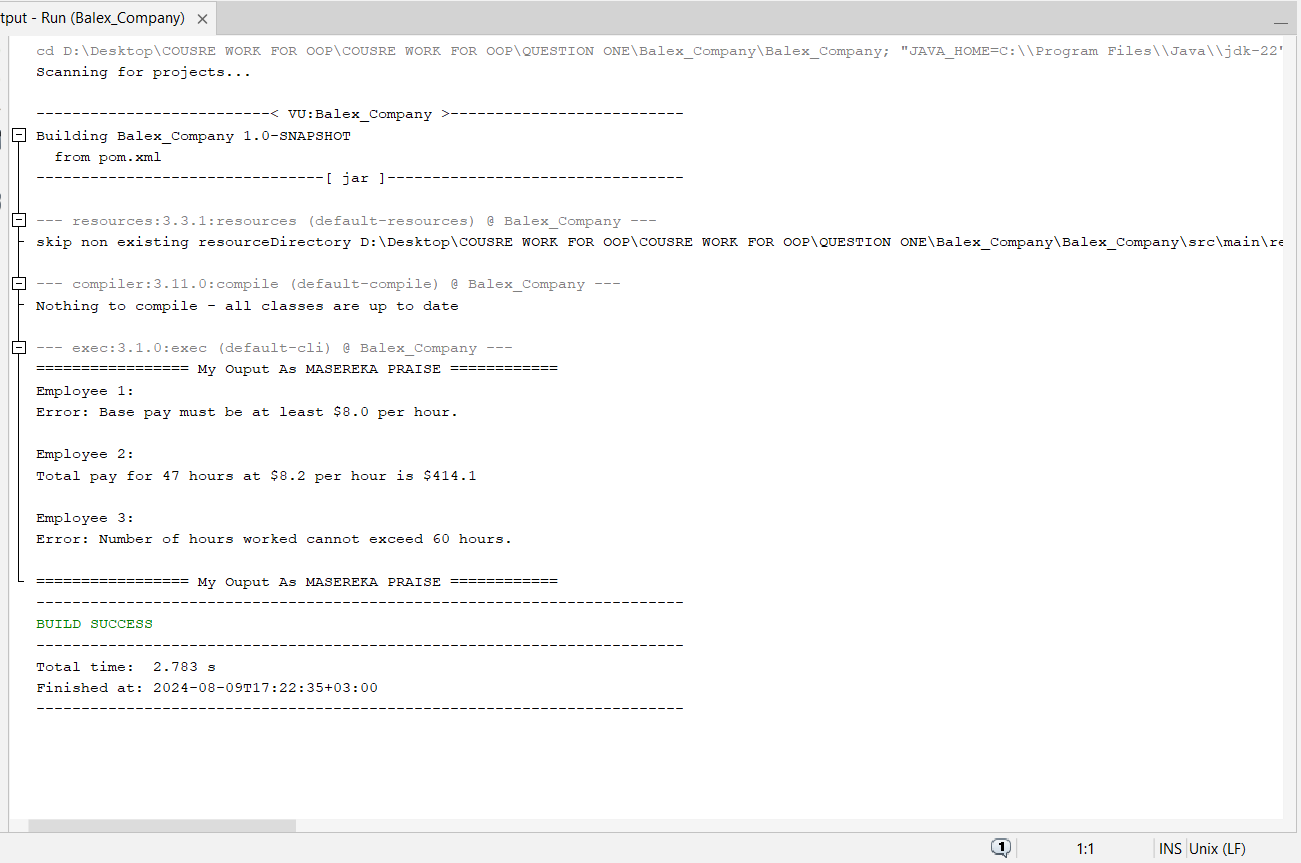 tput - Run (Balex_Company) ×
cd D:\Desktop\COUSRE WORK FOR OOP\COUSRE WORK FOR OOP\QUESTION ONE\Balex_Company\Balex_Company; "JAVA_HOME=C:\\Program Files\\Java\\jdk-22"
Scanning for projects...
--------------------------< VU:Balex_Company >--------------------------
Building Balex_Company 1.0-SNAPSHOT
from pom.xml
--------------------------------[ jar ]---------------------------------
--- resources:3.3.1:resources (default-resources) @ Balex_Company ---
skip non existing resourceDirectory D:\Desktop\COUSRE WORK FOR OOP\COUSRE WORK FOR OOP\QUESTION ONE\Balex_Company\Balex_Company\src\main\re
--- compiler:3.11.0:compile (default-compile) @ Balex_Company ---
Nothing to compile - all classes are up to date
--- exec:3.1.0:exec (default-cli) @ Balex_Company ---
================= My Ouput As MASEREKA PRAISE ============
Employee 1:
Error: Base pay must be at least $8.0 per hour.
Employee 2:
Total pay for 47 hours at $8.2 per hour is $414.1
Employee 3:
Error: Number of hours worked cannot exceed 60 hours.
================= My Ouput As MASEREKA PRAISE ============
------------------------------------------------------------------------
BUILD SUCCESS
------------------------------------------------------------------------
Total time:  2.783 s
Finished at: 2024-08-09T17:22:35+03:00
------------------------------------------------------------------------
1 1:1 INS Unix (LF)